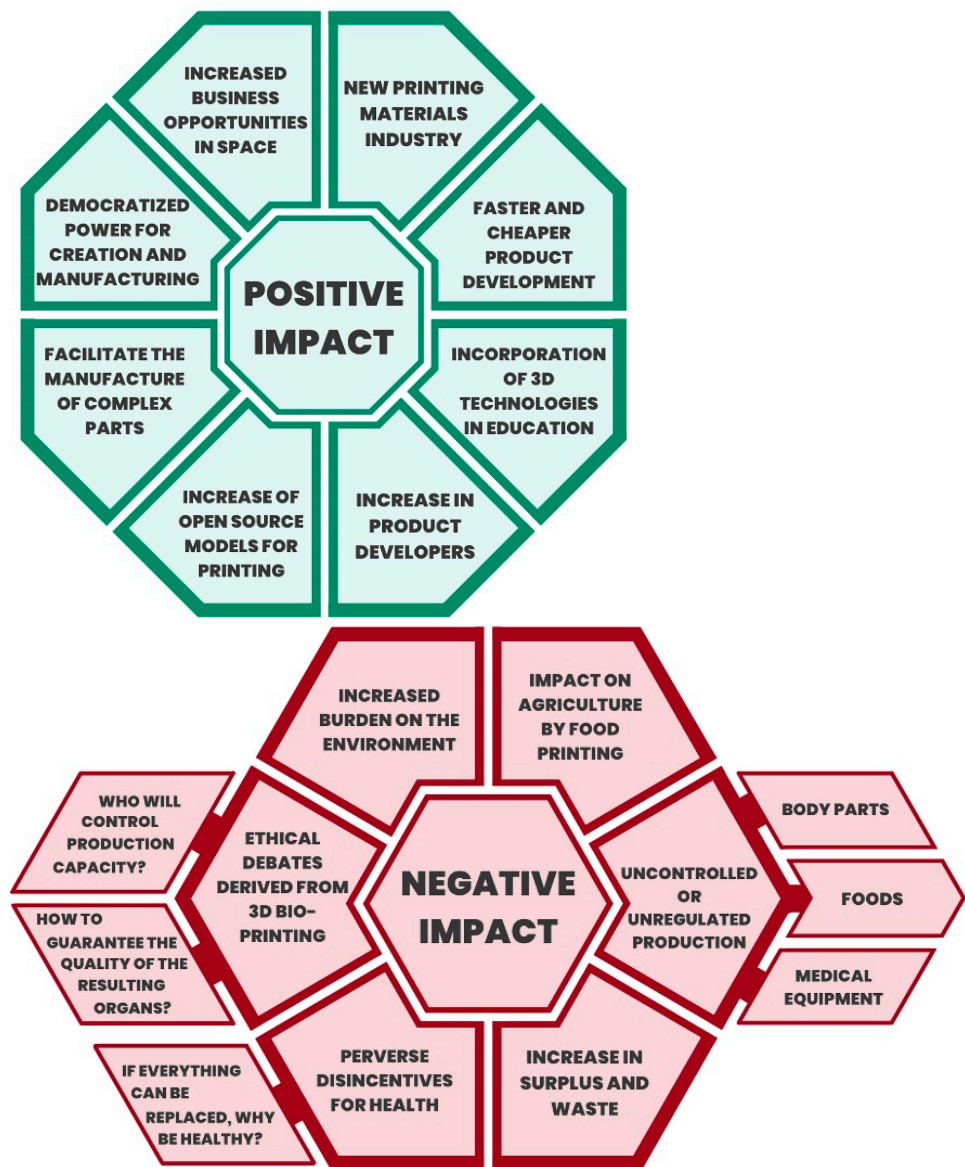 INCREASED
BUSINESS
OPPORTUNITIES
IN SPACE
NEW PRINTING
MATERIALS
INDUSTRY
DEMOCRATIZED
POWER FOR
CREATION AND
MANUFACTURING
FASTER AND
CHEAPER
PRODUCT
DEVELOPMENT
POSITIVE
IMPACT
FACILITATE THE
MANUFACTURE
OF COMPLEX
PARTS
INCORPORATION
OF 3D
TECHNOLOGIES
IN EDUCATION
INCREASE OF
OPEN SOURCE
MODELS FOR
PRINTING
INCREASE IN
PRODUCT
DEVELOPERS
INCREASED
BURDEN ON THE
ENVIRONMENT
IMPACT ON
AGRICULTURE
BY FOOD
PRINTING
WHO WILL
CONTROL
PRODUCTION
CAPACITY?
ETHICAL
DEBATES
DERIVED FROM
3D BIO-
PRINTING
NEGATIVE
IMPACT
UNCONTROLLED
OR
UNREGULATED
PRODUCTION
BODY PARTS
FOODS
MEDICAL
EQUIPMENT
HOW TO
GUARANTEE THE
QUALITY OF THE
RESULTING
ORGANS?
IF EVERYTHING
CAN BE
REPLACED, WHY
BE HEALTHY?
PERVERSE
DISINCENTIVES
FOR HEALTH
INCREASE IN
SURPLUS AND
WASTE